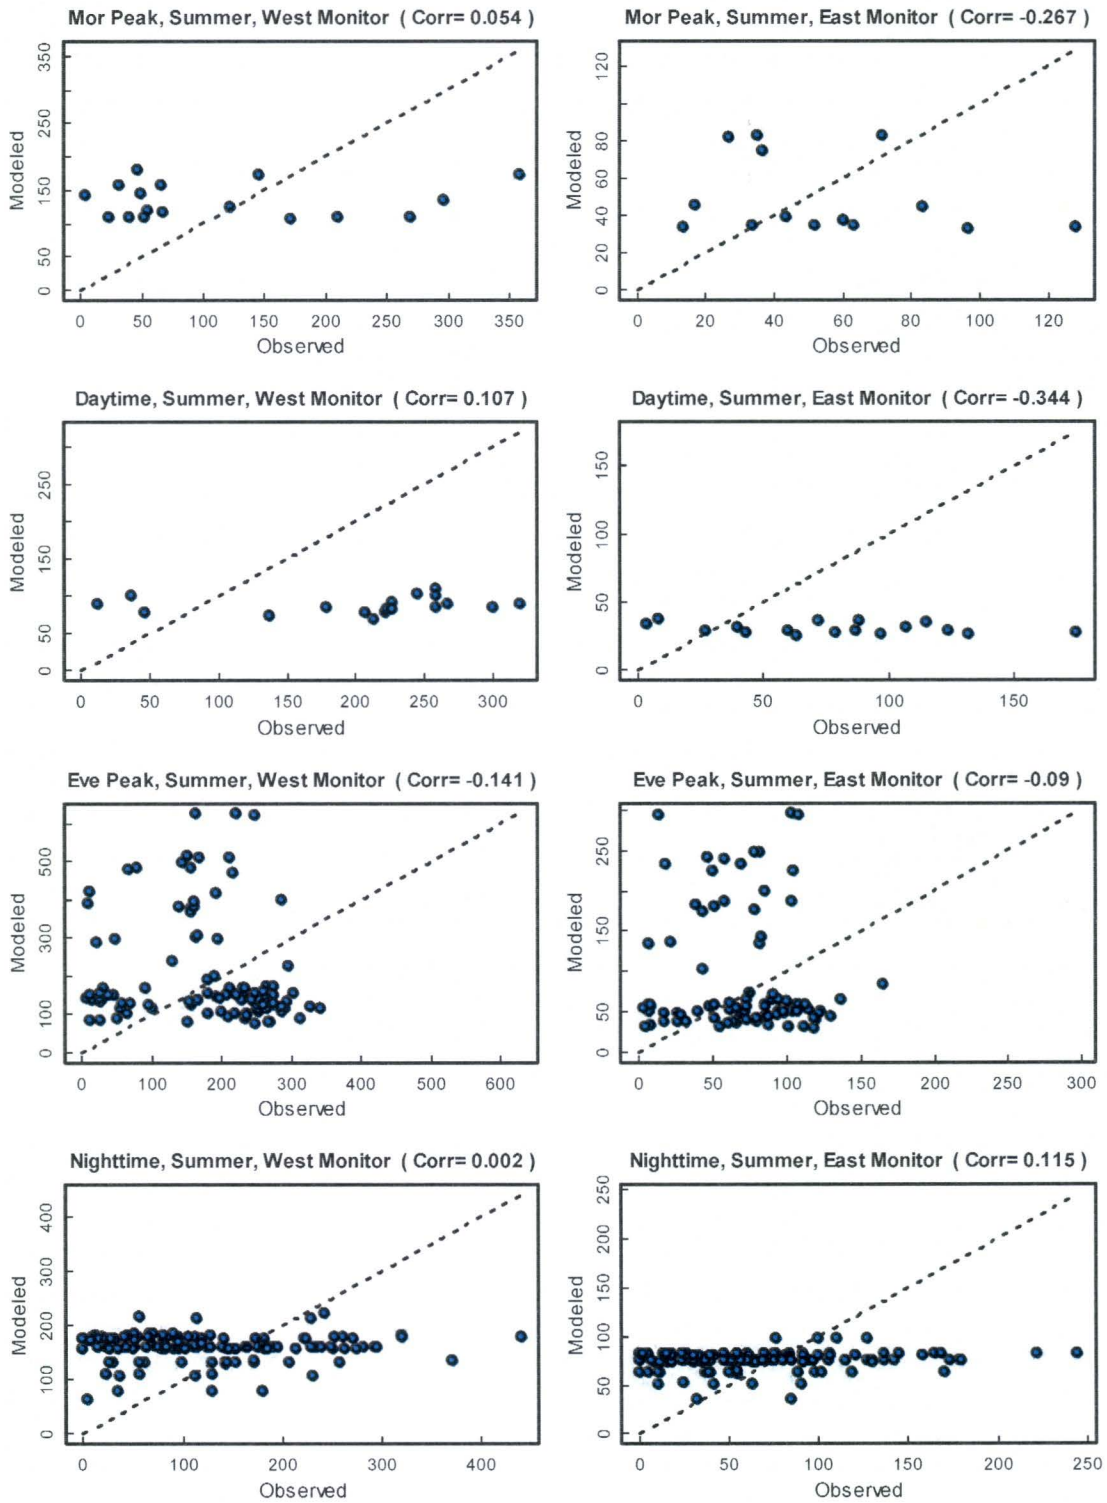 Mor Peak, Summer, West Monitor ( Corr= 0.054 )
Modeled
350
250
150
50
0
0 50 100 150 200 250 300 350
Observed
Mor Peak, Summer, East Monitor ( Corr= -0.267 )
Modeled
120
80
60
40
20
0
0 20 40 60 80 100 120
Observed
Daytime, Summer, West Monitor ( Corr= 0.107 )
Modeled
250
150
50
0
0 50 100 150 200 250 300
Observed
Daytime, Summer, East Monitor ( Corr= -0.344 )
Modeled
150
100
50
0
0 50 100 150
Observed
Eve Peak, Summer, West Monitor ( Corr= -0.141 )
Modeled
500
300
100
0
0 100 200 300 400 500 600
Observed
Eve Peak, Summer, East Monitor ( Corr= -0.09 )
Modeled
250
150
50
0
0 50 100 150 200 250 300
Observed
Nighttime, Summer, West Monitor ( Corr= 0.002 )
Modeled
400
300
200
100
0
0 100 200 300 400
Observed
Nighttime, Summer, East Monitor ( Corr= 0.115 )
Modeled
250
200
150
100
50
0
0 50 100 150 200 250
Observed